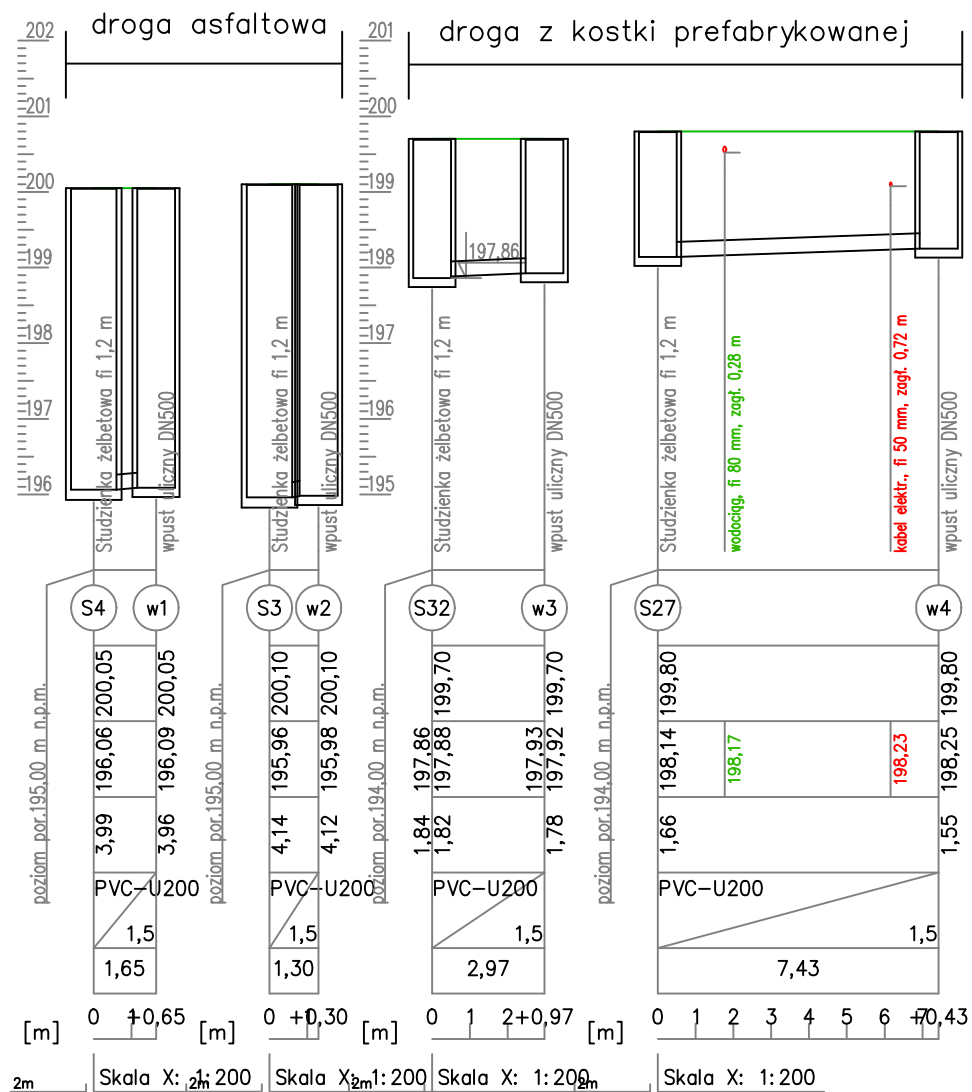 droga asfaltowa
droga z kostki prefabrykowanej
202
201
200
199
198
197
196
201
200
199
198
197
196
195
197,86
Studzienka żelbetowa fi 1,2 m
wpust uliczny DN500
Studzienka żelbetowa fi 1,2 m
wpust uliczny DN500
Studzienka żelbetowa fi 1,2 m
wpust uliczny DN500
Studzienka żelbetowa fi 1,2 m
wodociąg, fi 80 mm, zagł. 0,28 m
kabel elektr., fi 50 mm, zagł. 0,72 m
wpust uliczny DN500
S4
w1
S3
w2
S32
w3
S27
w4
poziom por.195,00 m n.p.m.
poziom por.195,00 m n.p.m.
poziom por.194,00 m n.p.m.
poziom por.194,00 m n.p.m.
200,05
200,05
200,10
200,10
199,70
199,70
199,80
199,80
196,06
196,09
195,96
195,98
197,86
197,88
197,93
197,92
198,14
198,17
198,23
198,25
3,99
3,96
4,14
4,12
1,84
1,82
1,78
1,66
1,55
PVC-U200
PVC-U200
PVC-U200
PVC-U200
1,5
1,5
1,5
1,5
1,65
1,30
2,97
7,43
[m]
0
+0,65
[m]
0
+0,30
[m]
0 1 2
+0,97
[m]
0 1 2 3 4 5 6 7
+0,43
2m
Skala X: 1:200
2m
Skala X: 1:200
2m
Skala X: 1:200
2m
Skala X: 1:200